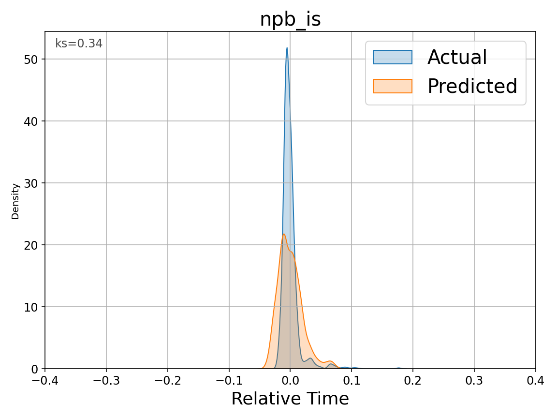 npb_is
ks=0.34
Actual
Predicted
50
40
30
20
10
0
Density
−0.4
−0.3
−0.2
−0.1
0.0
0.1
0.2
0.3
0.4
Relative Time